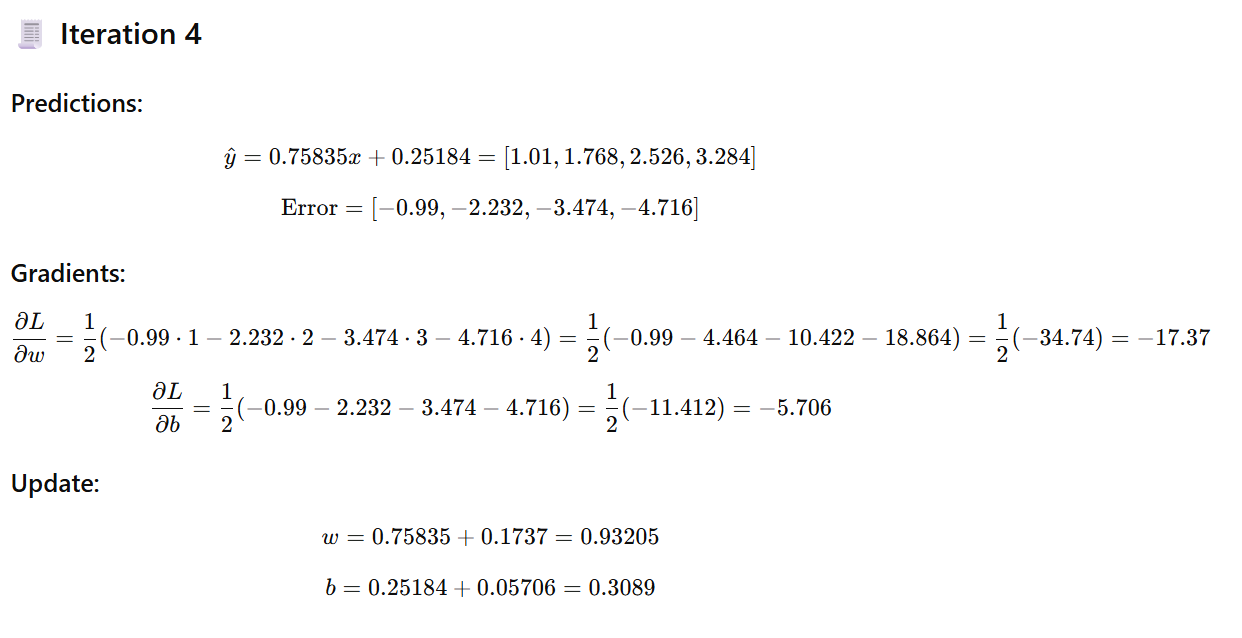 Iteration 4
Predictions:
ŷ = 0.75835x + 0.25184 = [1.01, 1.768, 2.526, 3.284]
Error = [−0.99, −2.232, −3.474, −4.716]
Gradients:
∂L/∂w = 1/2(−0.99 · 1 − 2.232 · 2 − 3.474 · 3 − 4.716 · 4) = 1/2(−0.99 − 4.464 − 10.422 − 18.864) = 1/2(−34.74) = −17.37
∂L/∂b = 1/2(−0.99 − 2.232 − 3.474 − 4.716) = 1/2(−11.412) = −5.706
Update:
w = 0.75835 + 0.1737 = 0.93205
b = 0.25184 + 0.05706 = 0.3089